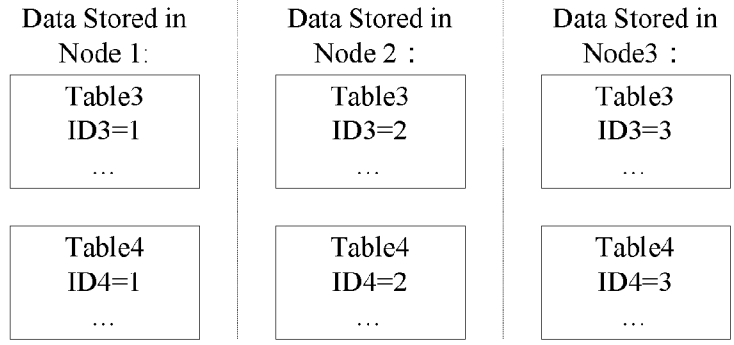 Data Stored in
Node 1:
Table3
ID3=1
...
Table4
ID4=1
...
Data Stored in
Node 2：
Table3
ID3=2
...
Table4
ID4=2
...
Data Stored in
Node3：
Table3
ID3=3
...
Table4
ID4=3
...